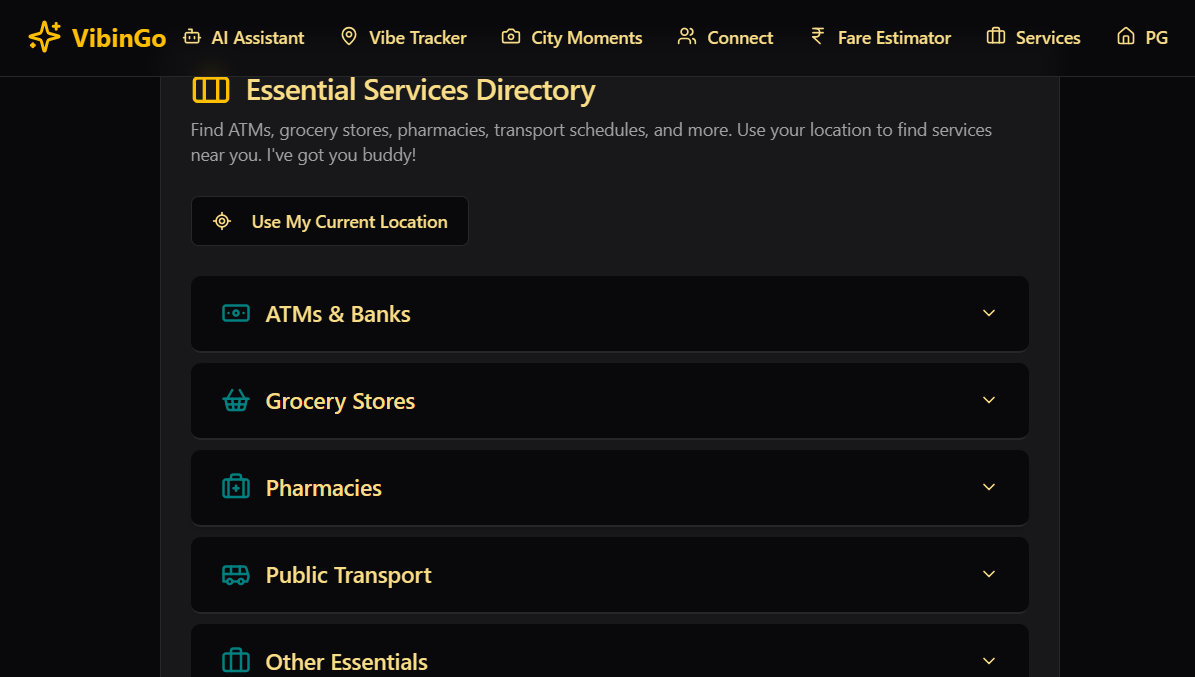 VibinGo AI Assistant Vibe Tracker City Moments Connect Fare Estimator Services PG
Essential Services Directory
Find ATMs, grocery stores, pharmacies, transport schedules, and more. Use your location to find services
near you. I've got you buddy!
Use My Current Location
ATMs & Banks
Grocery Stores
Pharmacies
Public Transport
Other Essentials